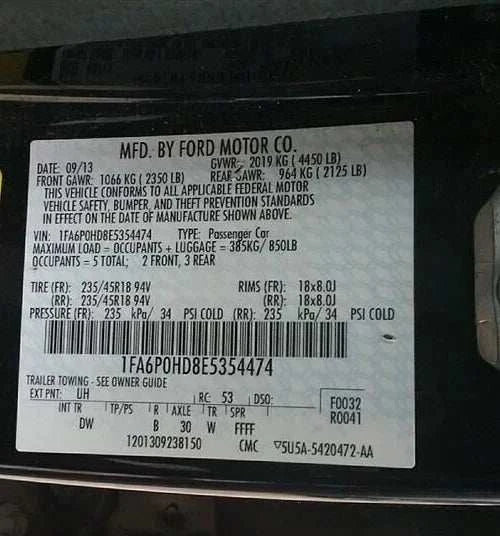 MFD. BY FORD MOTOR CO.
DATE: 09/13 GVWR: 2019 KG ( 4450 LB)
FRONT GAWR: 1066 KG ( 2350 LB) REAR GAWR: 964 KG ( 2125 LB)
THIS VEHICLE CONFORMS TO ALL APPLICABLE FEDERAL MOTOR
VEHICLE SAFETY, BUMPER, AND THEFT PREVENTION STANDARDS
IN EFFECT ON THE DATE OF MANUFACTURE SHOWN ABOVE.
VIN: 1FA6P0HD8E5354474 TYPE: Passenger Car
MAXIMUM LOAD = OCCUPANTS + LUGGAGE = 385KG/ 850LB
OCCUPANTS = 5 TOTAL; 2 FRONT, 3 REAR
TIRE (FR): 235/45R18 94V RIMS (FR): 18x8.0J
(RR): 235/45R18 94V (RR): 18x8.0J
PRESSURE (FR): 235 kPa/ 34 PSI COLD (RR): 235 kPa/ 34 PSI COLD
1FA6P0HD8E5354474
TRAILER TOWING - SEE OWNER GUIDE
EXT PNT: UH RC: 53 DSO: F0032
INT TR TP/PS R AXLE TR SPR R0041
DW B 30 W FFFF
1201309238150 CMC 5U5A-5420472-AA